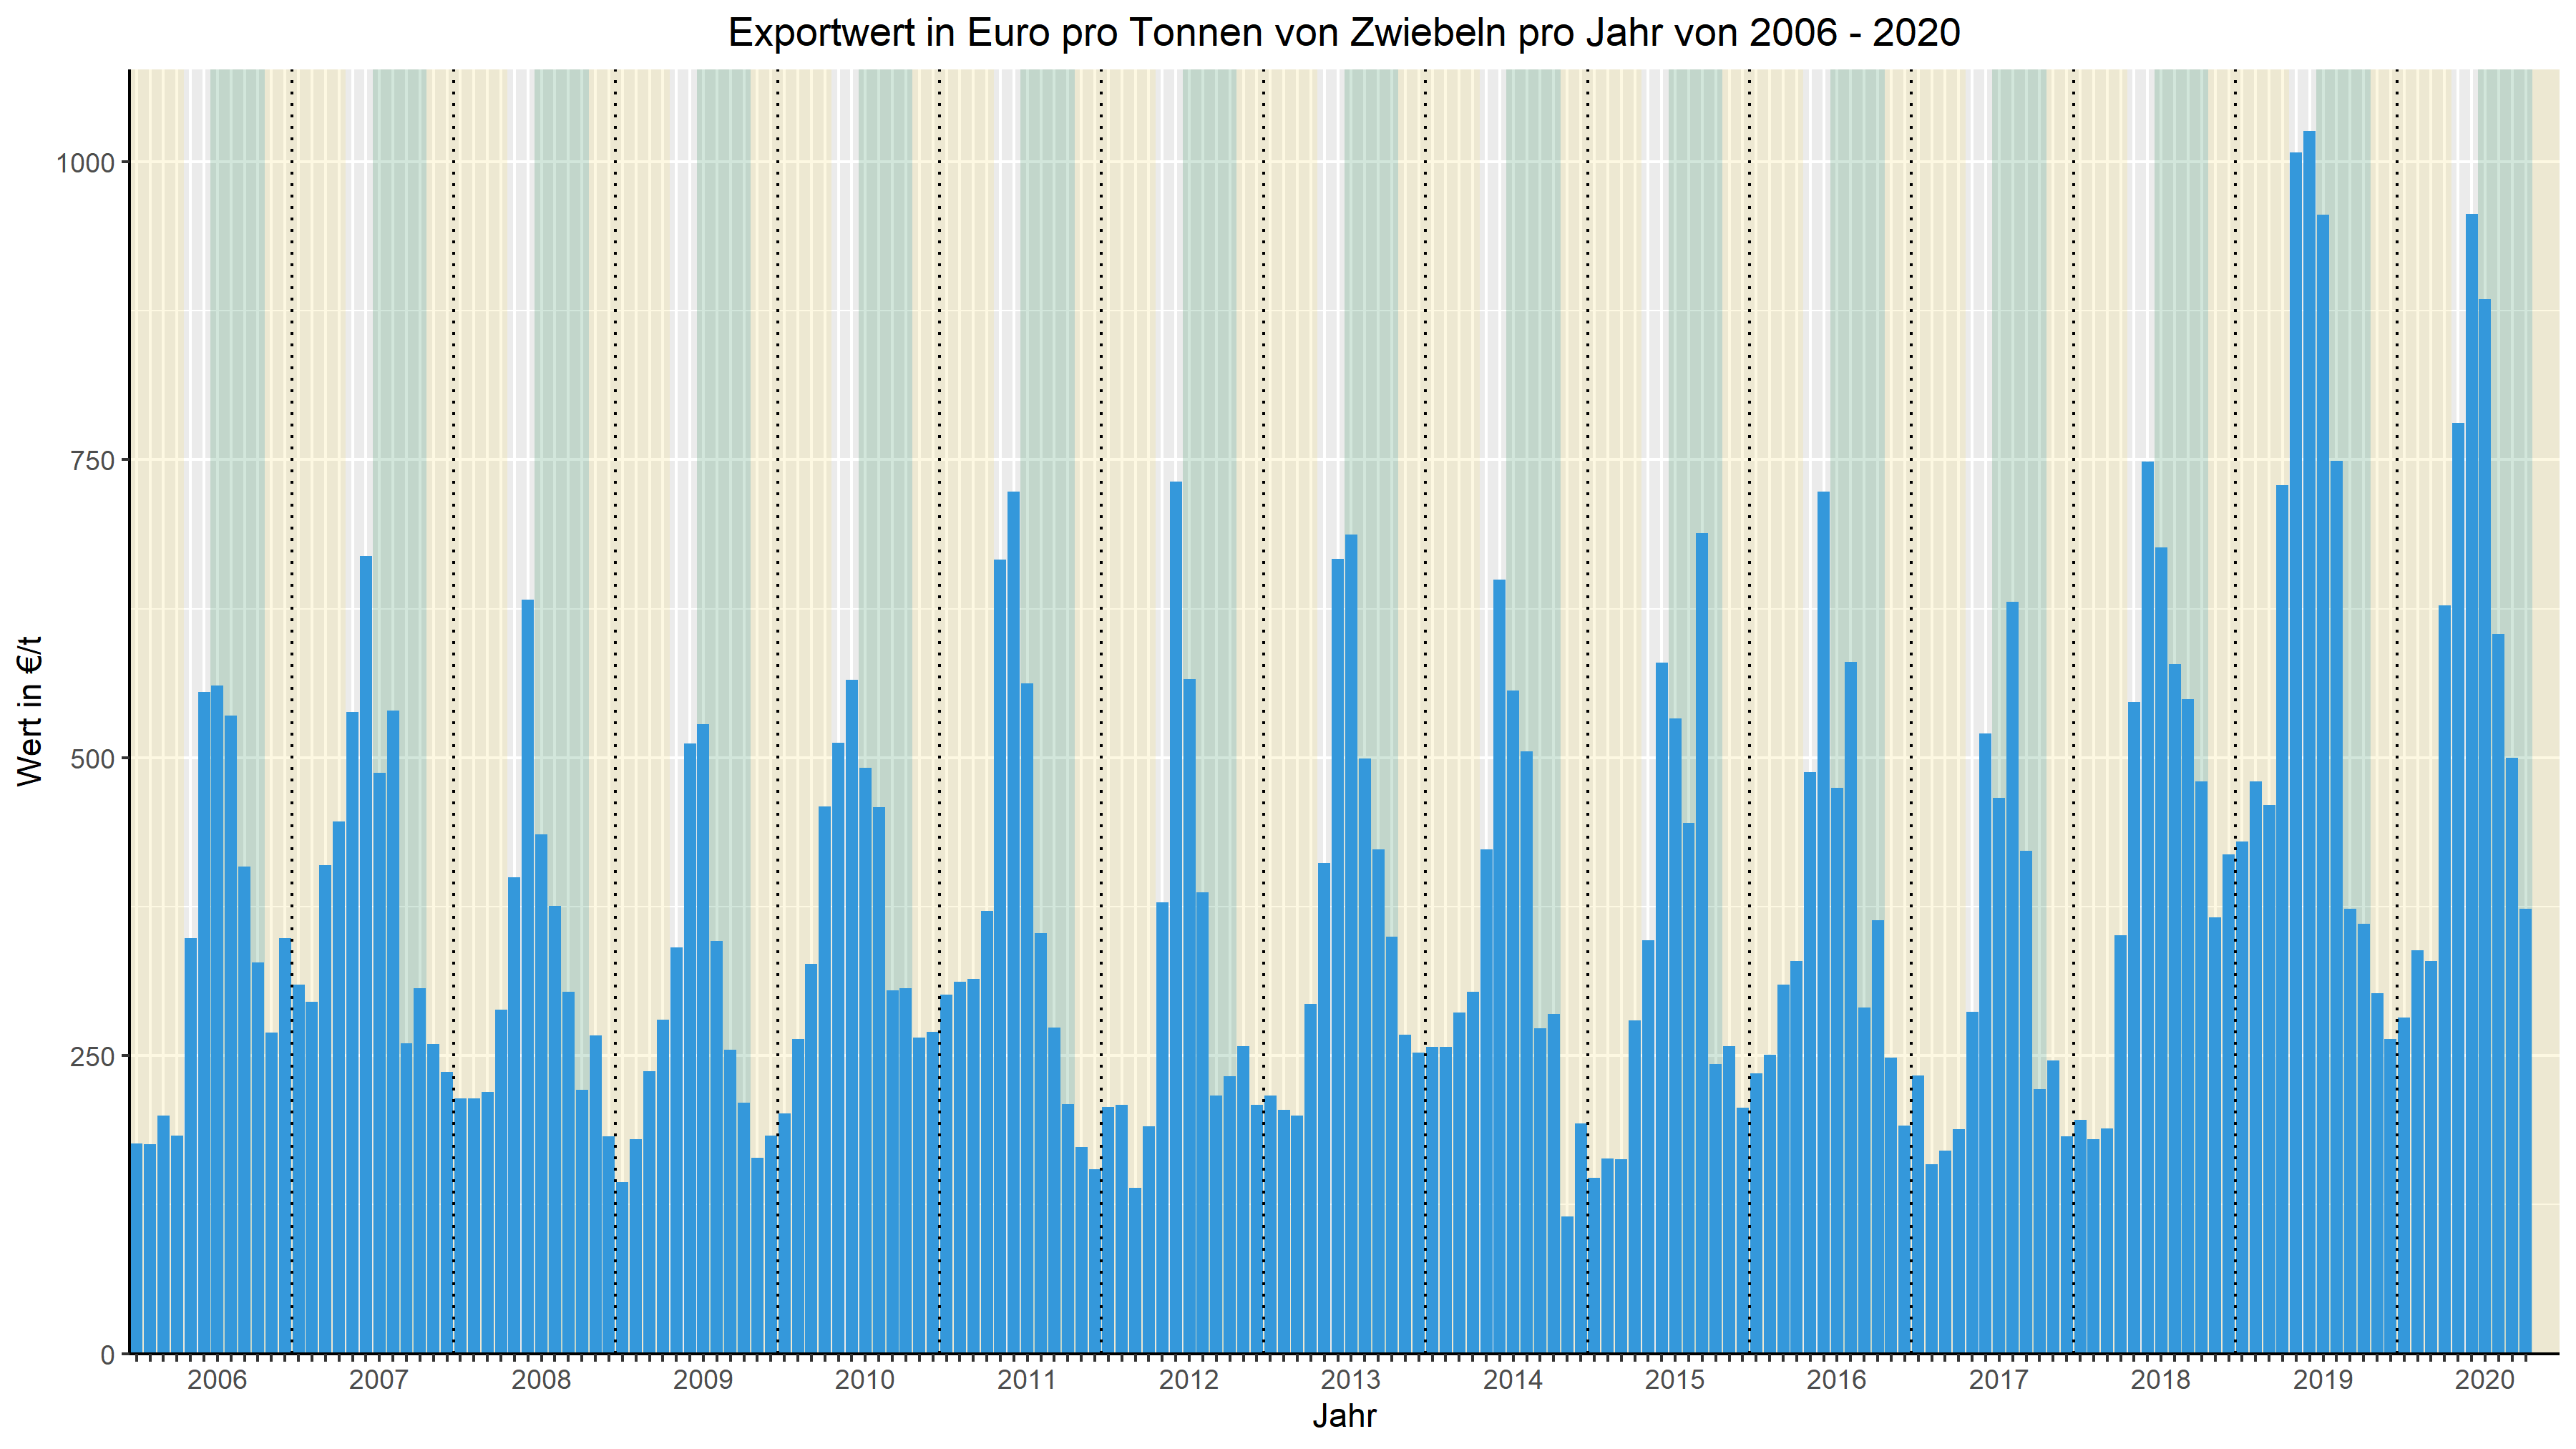 Exportwert in Euro pro Tonnen von Zwiebeln pro Jahr von 2006 - 2020
Wert in €/t
1000
750
500
250
0
2006 2007 2008 2009 2010 2011 2012 2013 2014 2015 2016 2017 2018 2019 2020
Jahr